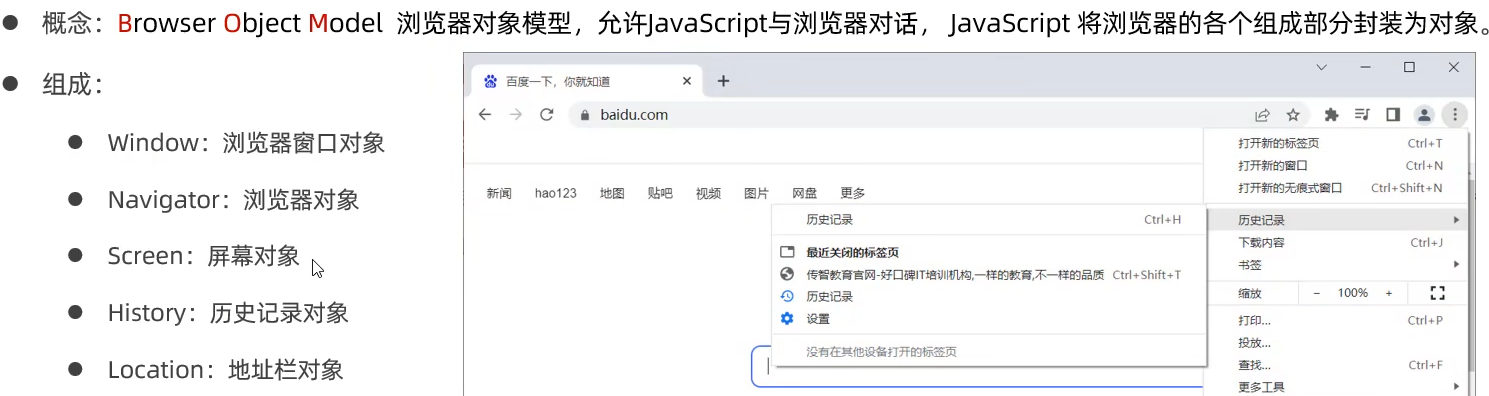 概念：Browser Object Model 浏览器对象模型，允许JavaScript与浏览器对话， JavaScript 将浏览器的各个组成部分封装为对象。
组成：
Window：浏览器窗口对象
Navigator：浏览器对象
Screen：屏幕对象
History：历史记录对象
Location：地址栏对象
百度一下，你就知道
baidu.com
新闻 hao123 地图 贴吧 视频 图片 网盘 更多
历史记录 Ctrl+H
最近关闭的标签页
传智教育官网-好口碑IT培训机构,一样的教育,不一样的品质 Ctrl+Shift+T
历史记录
设置
没有在其他设备打开的标签页
打开新的标签页 Ctrl+T
打开新的窗口 Ctrl+N
打开新的无痕式窗口 Ctrl+Shift+N
历史记录
下载内容 Ctrl+J
书签
缩放 − 100% +
打印... Ctrl+P
投放...
查找... Ctrl+F
更多工具